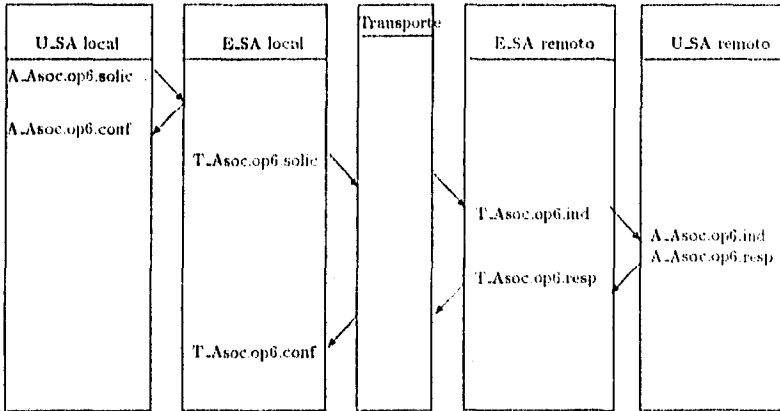 Transporte
U_SA local
E_SA local
E_SA remoto
U_SA remoto
A_Asoc.op6.solic
A_Asoc.op6.conf
T_Asoc.op6.solic
T_Asoc.op6.ind
A_Asoc.op6.ind
A_Asoc.op6.resp
T_Asoc.op6.resp
T_Asoc.op6.conf